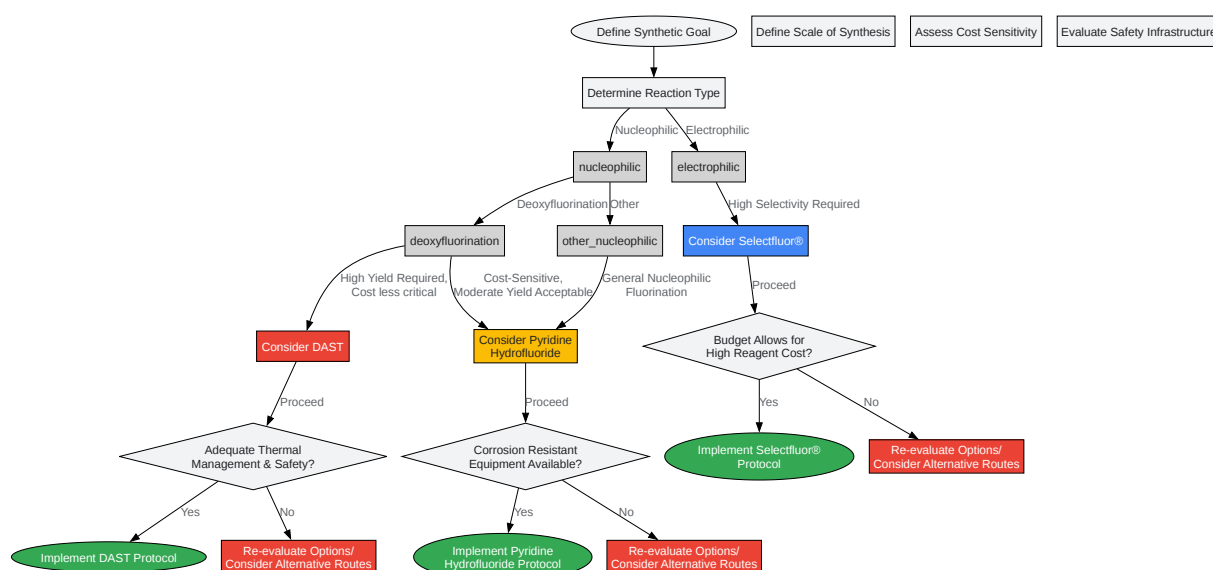 Define Synthetic Goal
Define Scale of Synthesis
Assess Cost Sensitivity
Evaluate Safety Infrastructure
Determine Reaction Type
Nucleophilic
Electrophilic
nucleophilic
electrophilic
Deoxyfluorination
Other
High Selectivity Required
deoxyfluorination
other_nucleophilic
Consider Selectfluor®
High Yield Required,
Cost less critical
Cost-Sensitive,
Moderate Yield Acceptable
General Nucleophilic
Fluorination
Proceed
Consider DAST
Consider Pyridine
Hydrofluoride
Budget Allows for
High Reagent Cost?
Proceed
Proceed
Yes
No
Adequate Thermal
Management & Safety?
Corrosion Resistant
Equipment Available?
Implement Selectfluor®
Protocol
Re-evaluate Options/
Consider Alternative Routes
Yes
No
Yes
No
Implement DAST Protocol
Re-evaluate Options/
Consider Alternative Routes
Implement Pyridine
Hydrofluoride Protocol
Re-evaluate Options/
Consider Alternative Routes